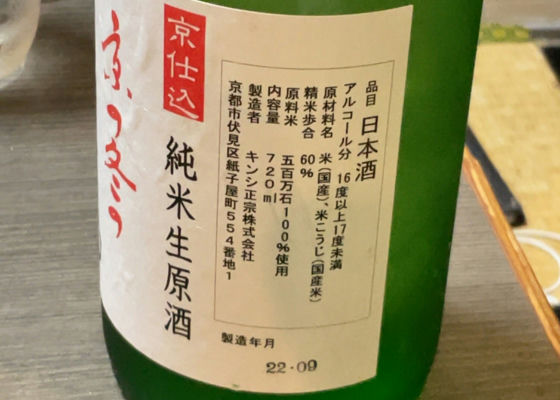 京仕込
純米生原酒
品目 日本酒
アルコール分 16度以上17度未満
原材料名 米(国産)、米こうじ(国産米)
精米歩合 60%
原料米 五百万石100%使用
内容量 720ml
製造者 キンシ正宗株式会社
京都市伏見区紙子屋町554番地1
製造年月
22・09